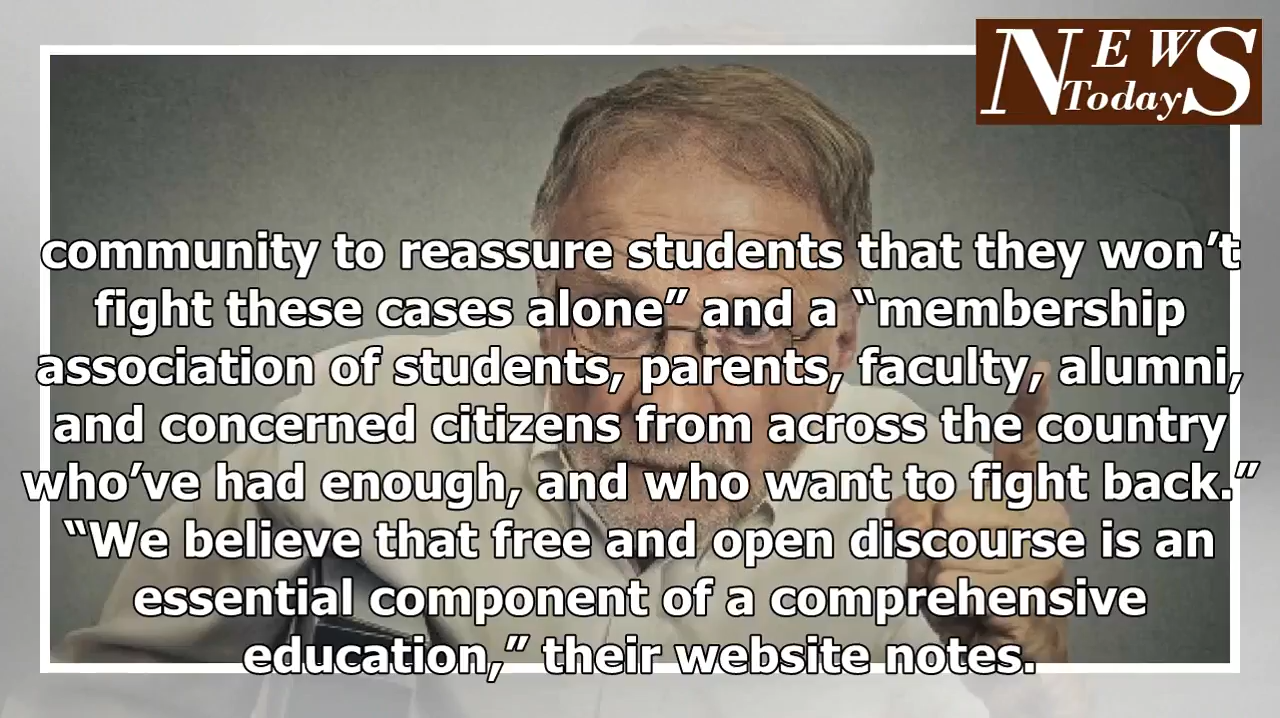 NEWS
Today
community to reassure students that they won’t
fight these cases alone” and a “membership
association of students, parents, faculty, alumni,
and concerned citizens from across the country
who’ve had enough, and who want to fight back.”
“We believe that free and open discourse is an
essential component of a comprehensive
education,” their website notes.